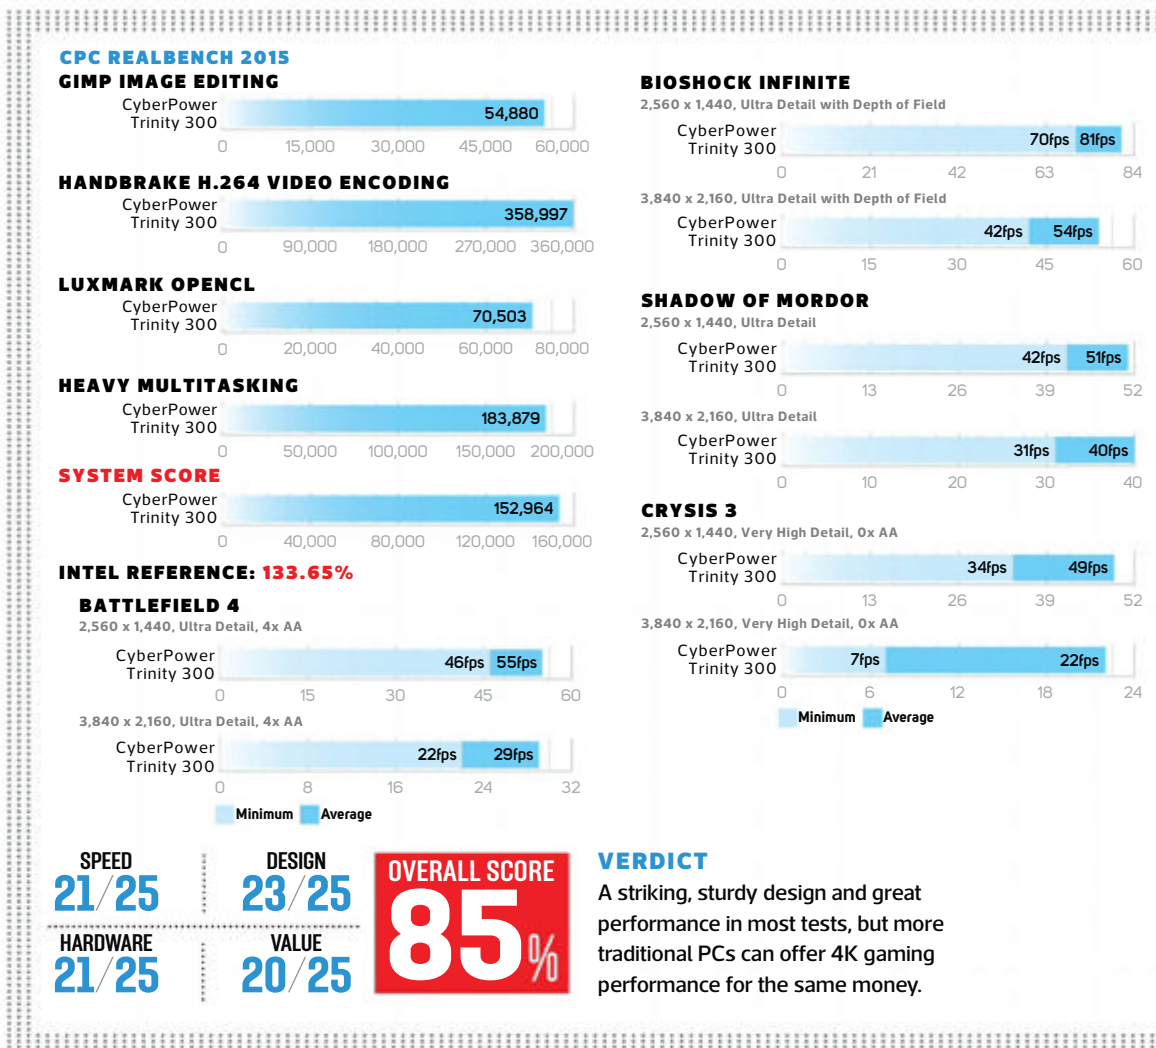 CPC REALBENCH 2015
GIMP IMAGE EDITING
CyberPower
Trinity 300
54,880
0 15,000 30,000 45,000 60,000
HANDBRAKE H.264 VIDEO ENCODING
CyberPower
Trinity 300
358,997
0 90,000 180,000 270,000 360,000
LUXMARK OPENCL
CyberPower
Trinity 300
70,503
0 20,000 40,000 60,000 80,000
HEAVY MULTITASKING
CyberPower
Trinity 300
183,879
0 50,000 100,000 150,000 200,000
SYSTEM SCORE
CyberPower
Trinity 300
152,964
0 40,000 80,000 120,000 160,000
INTEL REFERENCE: 133.65%
BATTLEFIELD 4
2,560 x 1,440, Ultra Detail, 4x AA
CyberPower
Trinity 300
46fps 55fps
0 15 30 45 60
3,840 x 2,160, Ultra Detail, 4x AA
CyberPower
Trinity 300
22fps 29fps
0 8 16 24 32
Minimum Average
BIOSHOCK INFINITE
2,560 x 1,440, Ultra Detail with Depth of Field
CyberPower
Trinity 300
70fps 81fps
0 21 42 63 84
3,840 x 2,160, Ultra Detail with Depth of Field
CyberPower
Trinity 300
42fps 54fps
0 15 30 45 60
SHADOW OF MORDOR
2,560 x 1,440, Ultra Detail
CyberPower
Trinity 300
42fps 51fps
0 13 26 39 52
3,840 x 2,160, Ultra Detail
CyberPower
Trinity 300
31fps 40fps
0 10 20 30 40
CRYSIS 3
2,560 x 1,440, Very High Detail, 0x AA
CyberPower
Trinity 300
34fps 49fps
0 13 26 39 52
3,840 x 2,160, Very High Detail, 0x AA
CyberPower
Trinity 300
7fps 22fps
0 6 12 18 24
Minimum Average
SPEED
21/25
DESIGN
23/25
HARDWARE
21/25
VALUE
20/25
OVERALL SCORE
85%
VERDICT
A striking, sturdy design and great
performance in most tests, but more
traditional PCs can offer 4K gaming
performance for the same money.